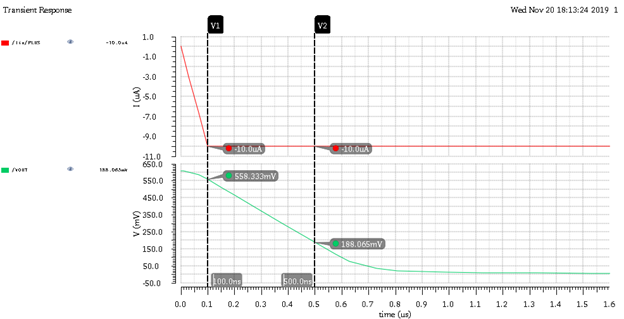 Transient Response
Wed Nov 20 18:13:24 2019 1
V1
V2
-10.0uA
1.0
-1.0
-3.0
-5.0
-7.0
-9.0
-11.0
I (uA)
-10.0uA
-10.0uA
/VOUT
188.065mV
650.0
550.0
450.0
350.0
250.0
150.0
50.0
-50.0
V (mV)
558.333mV
188.065mV
100.0ns
500.0ns
0.0 0.1 0.2 0.3 0.4 0.5 0.6 0.7 0.8 0.9 1.0 1.1 1.2 1.3 1.4 1.5 1.6
time (us)